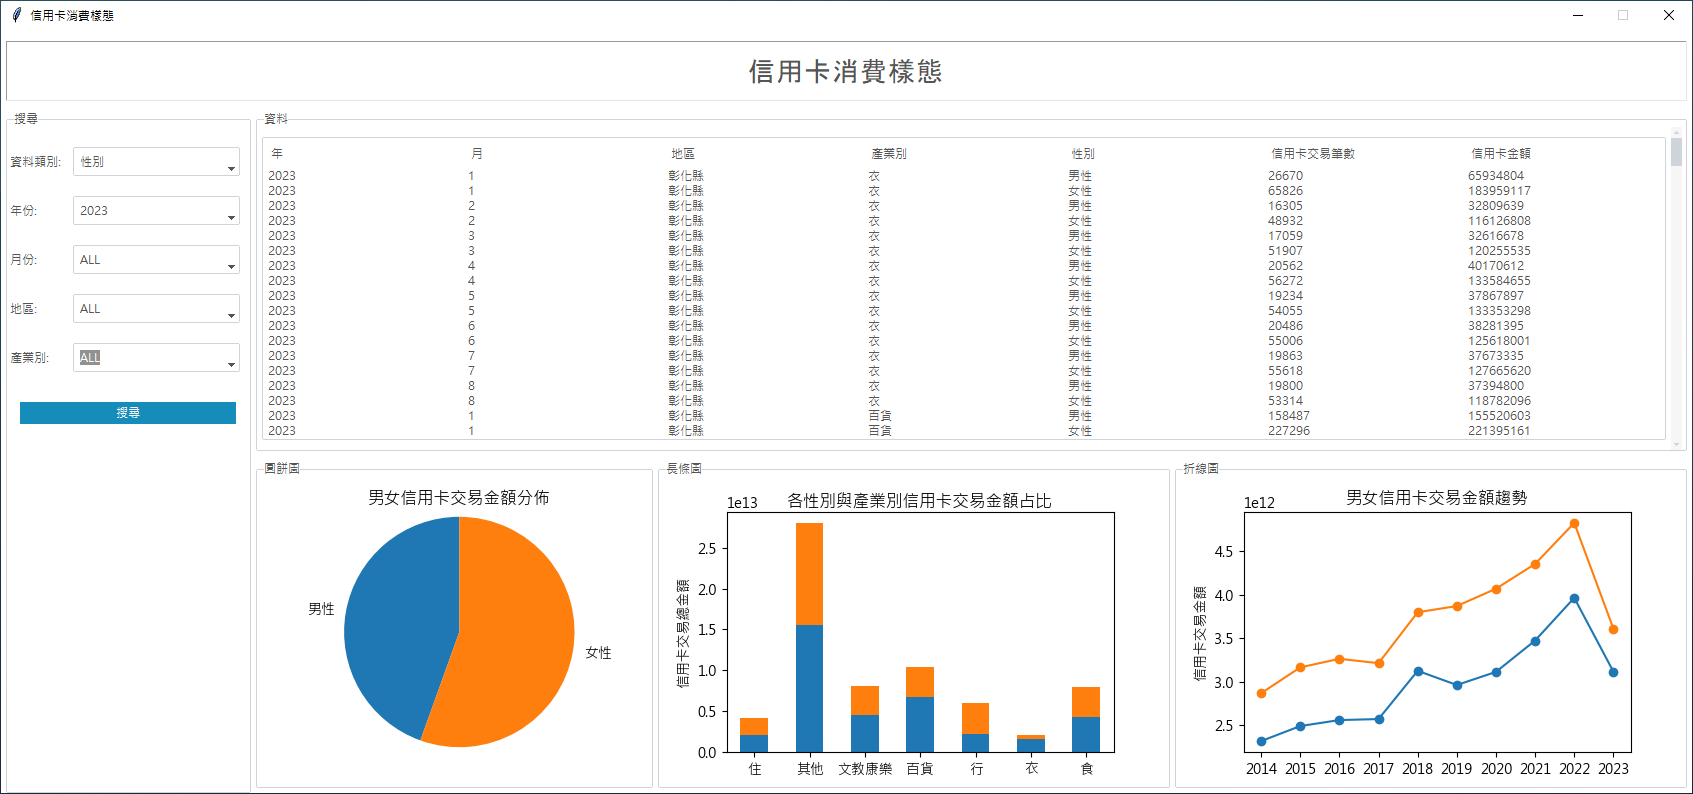 信用卡消費樣態
信用卡消費樣態
搜尋
資料類別: 性別
年份: 2023
月份: ALL
地區: ALL
產業別: ALL
搜尋
資料
年 月 地區 產業別 性別 信用卡交易筆數 信用卡金額
2023 1 彰化縣 衣 男性 26670 65934804
2023 1 彰化縣 衣 女性 65826 183959117
2023 2 彰化縣 衣 男性 16305 32809639
2023 2 彰化縣 衣 女性 48932 116126808
2023 3 彰化縣 衣 男性 17059 32616678
2023 3 彰化縣 衣 女性 51907 120255535
2023 4 彰化縣 衣 男性 20562 40170612
2023 4 彰化縣 衣 女性 56272 133584655
2023 5 彰化縣 衣 男性 19234 37867897
2023 5 彰化縣 衣 女性 54055 133353298
2023 6 彰化縣 衣 男性 20486 38281395
2023 6 彰化縣 衣 女性 55006 125618001
2023 7 彰化縣 衣 男性 19863 37673335
2023 7 彰化縣 衣 女性 55618 127665620
2023 8 彰化縣 衣 男性 19800 37394800
2023 8 彰化縣 衣 女性 53314 118782096
2023 1 彰化縣 百貨 男性 158487 155520603
2023 1 彰化縣 百貨 女性 227296 221395161
圓餅圖
男女信用卡交易金額分佈
男性
女性
長條圖
1e13
各性別與產業別信用卡交易金額占比
信用卡交易總金額
2.5
2.0
1.5
1.0
0.5
0.0
住 其他 文教康樂 百貨 行 衣 食
折線圖
1e12
男女信用卡交易金額趨勢
信用卡交易金額
4.5
4.0
3.5
3.0
2.5
2014 2015 2016 2017 2018 2019 2020 2021 2022 2023